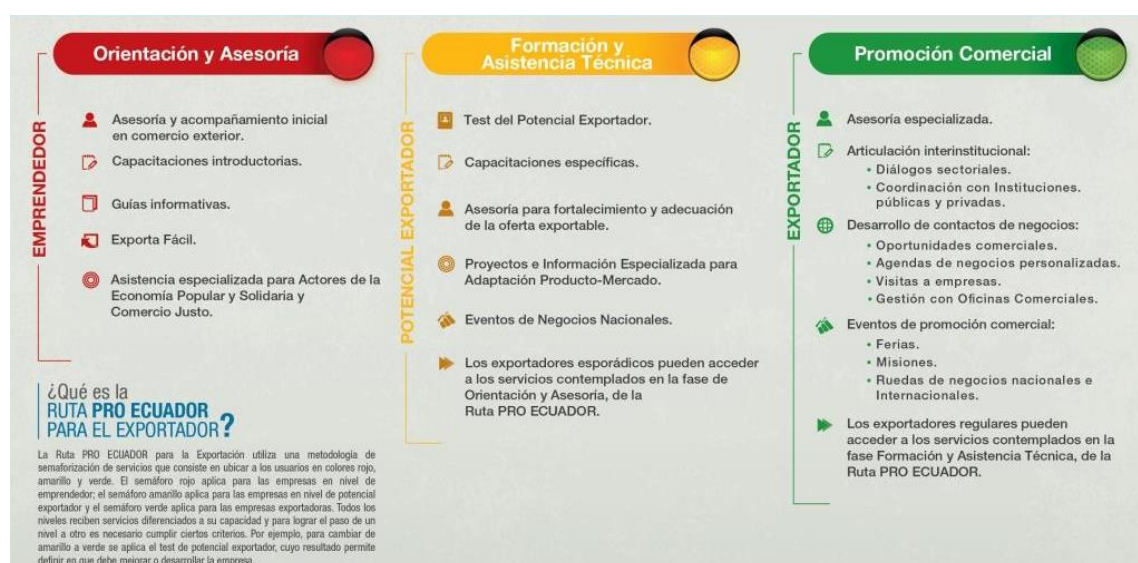 Orientación y Asesoría
EMPRENDEDOR
Asesoría y acompañamiento inicial
en comercio exterior.
Capacitaciones introductorias.
Guías informativas.
Exporta Fácil.
Asistencia especializada para Actores de la
Economía Popular y Solidaria y
Comercio Justo.
¿Qué es la
RUTA PRO ECUADOR
PARA EL EXPORTADOR?
La Ruta PRO ECUADOR para la Exportación utiliza una metodología de
semaforización de servicios que consiste en ubicar a los usuarios en colores rojo,
amarillo y verde. El semáforo rojo aplica para las empresas en nivel de
emprendedor; el semáforo amarillo aplica para las empresas en nivel de potencial
exportador y el semáforo verde aplica para las empresas exportadoras. Todos los
niveles reciben servicios diferenciados a su capacidad y para lograr el paso de un
nivel a otro es necesario cumplir ciertos criterios. Por ejemplo, para cambiar de
amarillo a verde se aplica el test de potencial exportador, cuyo resultado permite
definir en que debe mejorar o desarrollar la empresa
Formación y
Asistencia Técnica
POTENCIAL EXPORTADOR
Test del Potencial Exportador.
Capacitaciones específicas.
Asesoría para fortalecimiento y adecuación
de la oferta exportable.
Proyectos e Información Especializada para
Adaptación Producto-Mercado.
Eventos de Negocios Nacionales.
Los exportadores esporádicos pueden acceder
a los servicios contemplados en la fase de
Orientación y Asesoría, de la
Ruta PRO ECUADOR.
Promoción Comercial
EXPORTADOR
Asesoría especializada.
Articulación interinstitucional:
• Diálogos sectoriales.
• Coordinación con Instituciones.
públicas y privadas.
Desarrollo de contactos de negocios:
• Oportunidades comerciales.
• Agendas de negocios personalizadas.
• Visitas a empresas.
• Gestión con Oficinas Comerciales.
Eventos de promoción comercial:
• Ferias.
• Misiones.
• Ruedas de negocios nacionales e
Internacionales.
Los exportadores regulares pueden
acceder a los servicios contemplados en la
fase Formación y Asistencia Técnica, de la
Ruta PRO ECUADOR.